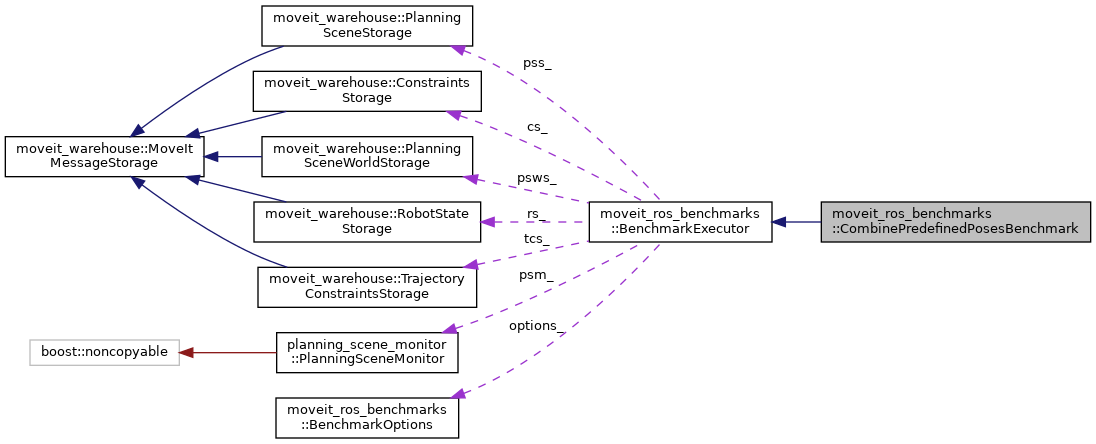 moveit_warehouse::Planning
SceneStorage
pss_
moveit_warehouse::Constraints
Storage
cs_
moveit_warehouse::MoveIt
MessageStorage
moveit_warehouse::Planning
SceneWorldStorage
psws_
moveit_warehouse::RobotState
Storage
rs_
moveit_ros_benchmarks
::BenchmarkExecutor
moveit_ros_benchmarks
::CombinePredefinedPosesBenchmark
tcs_
moveit_warehouse::Trajectory
ConstraintsStorage
psm_
boost::noncopyable
planning_scene_monitor
::PlanningSceneMonitor
options_
moveit_ros_benchmarks
::BenchmarkOptions